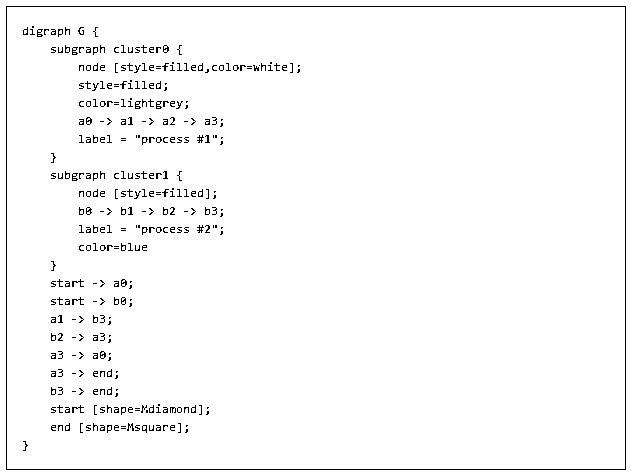 digraph G {
    subgraph cluster0 {
        node [style=filled,color=white];
        style=filled;
        color=lightgrey;
        a0 -> a1 -> a2 -> a3;
        label = "process #1";
    }
    subgraph cluster1 {
        node [style=filled];
        b0 -> b1 -> b2 -> b3;
        label = "process #2";
        color=blue
    }
    start -> a0;
    start -> b0;
    a1 -> b3;
    b2 -> a3;
    a3 -> a0;
    a3 -> end;
    b3 -> end;
    start [shape=Mdiamond];
    end [shape=Msquare];
}